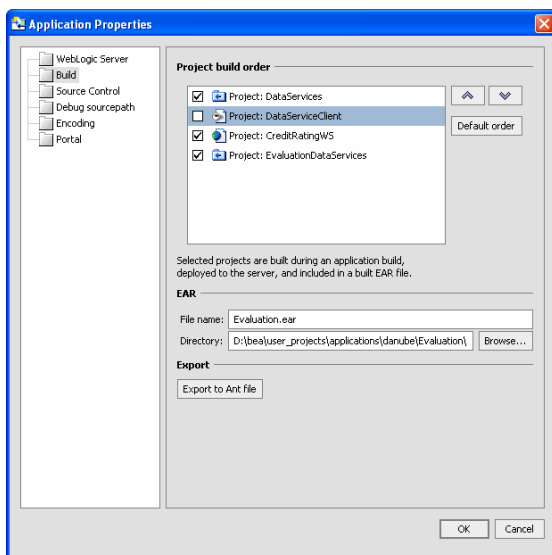 Application Properties
WebLogic Server
Build
Source Control
Debug sourcepath
Encoding
Portal
Project build order
Project: DataServices
Project: DataServiceClient
Project: CreditRatingWS
Project: EvaluationDataServices
Default order
Selected projects are built during an application build,
deployed to the server, and included in a built EAR file.
EAR
File name: Evaluation.ear
Directory: D:\bea\user_projects\applications\danube\Evaluation\ Browse...
Export
Export to Ant file
OK Cancel